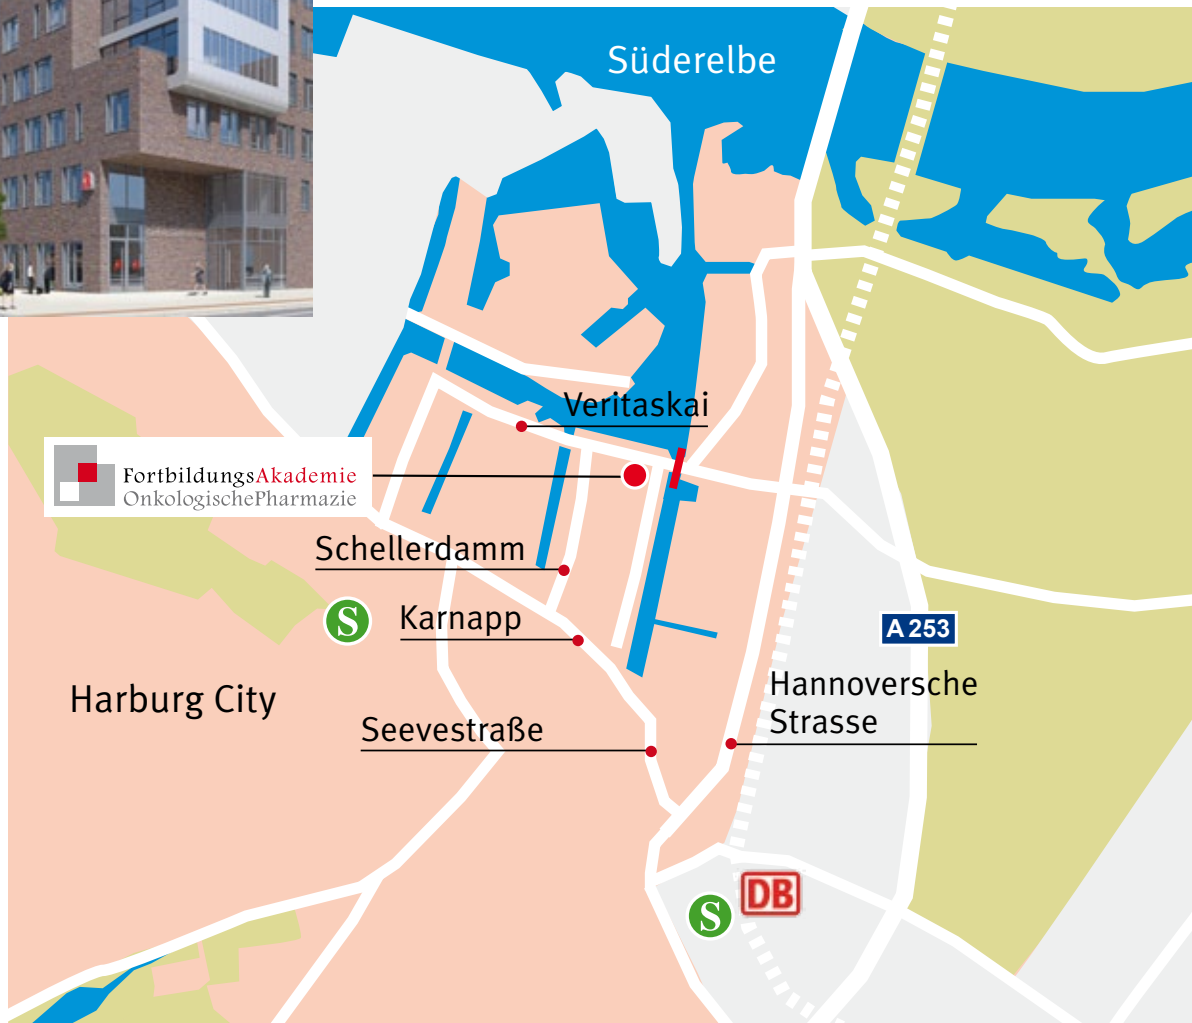 Süderelbe
Veritaskai
FortbildungsAkademie
OnkologischePharmazie
Schellerdamm
S
Karnapp
A 253
Harburg City
Hannoversche
Strasse
Seevestraße
S
DB